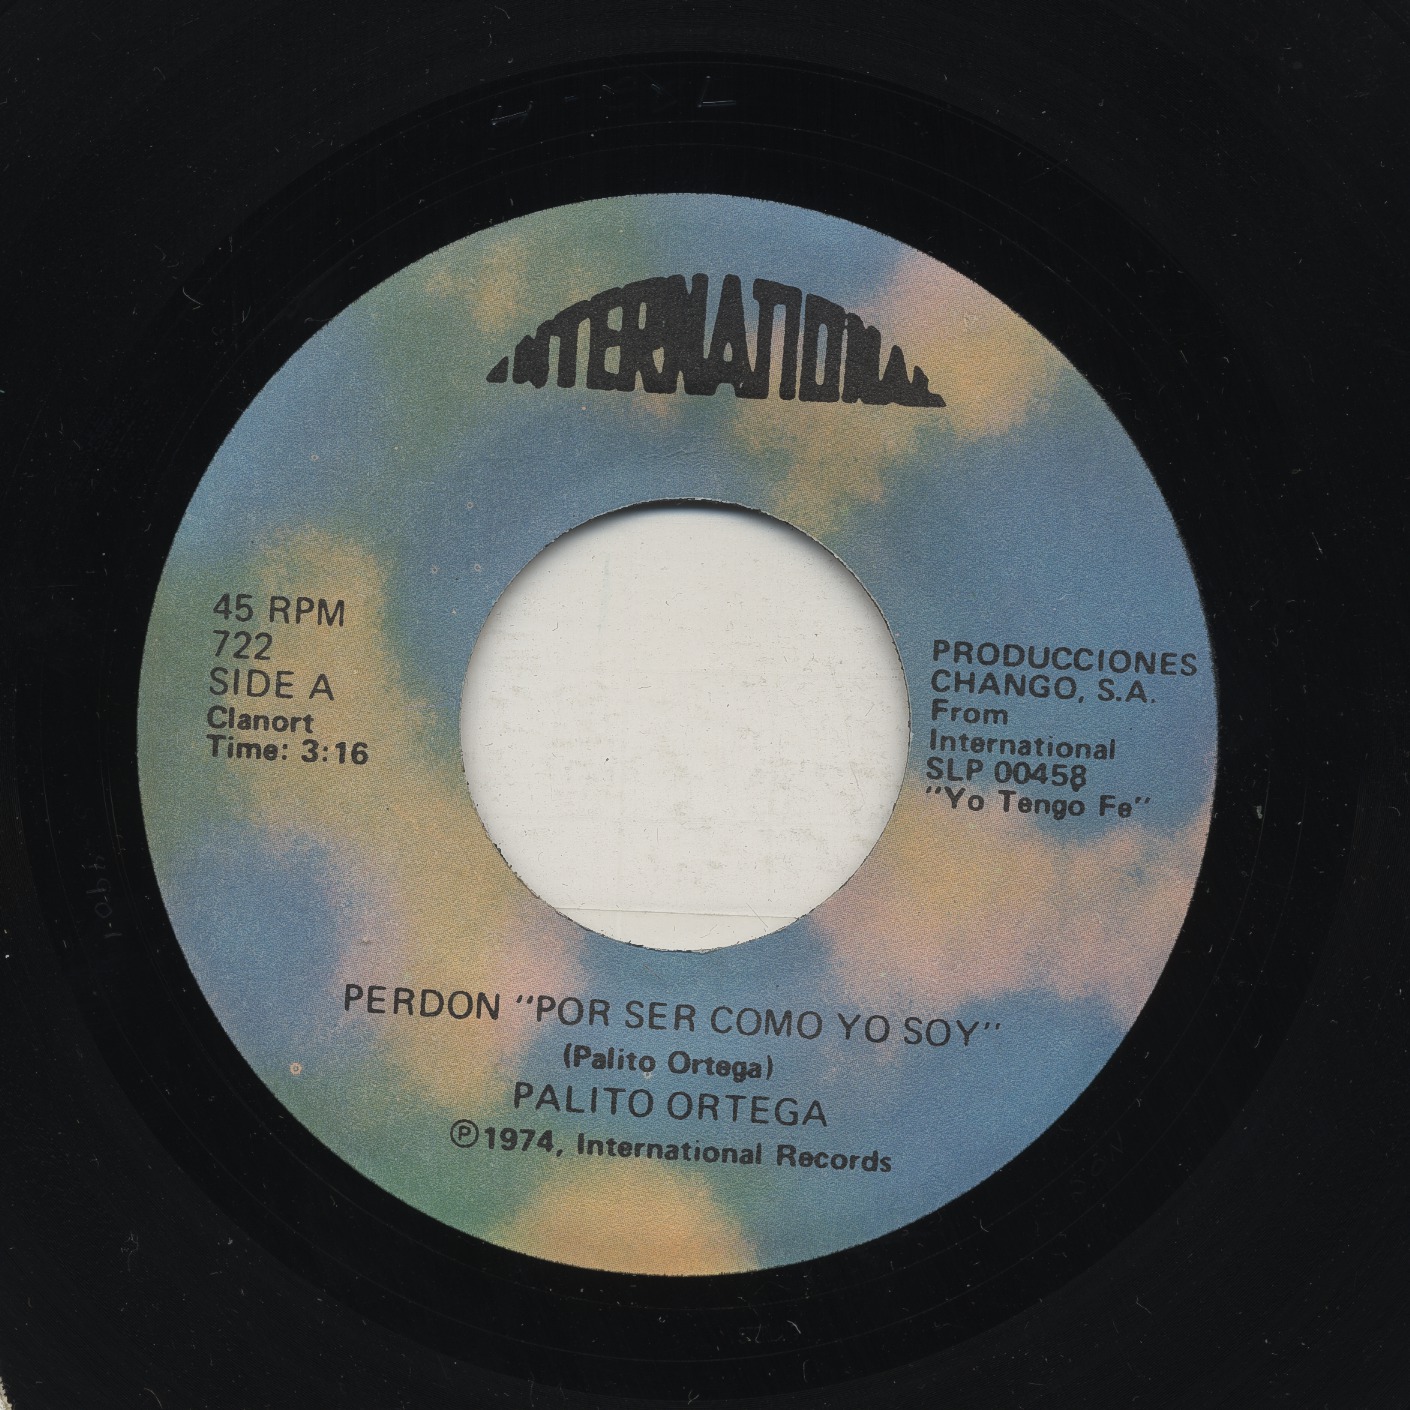 INTERNATIONAL
45 RPM
722
SIDE A
Clanort
Time: 3:16
PRODUCCIONES
CHANGO, S.A.
From
International
SLP 00458
"Yo Tengo Fe"
PERDON "POR SER COMO YO SOY"
(Palito Ortega)
PALITO ORTEGA
Ⓟ1974, International Records